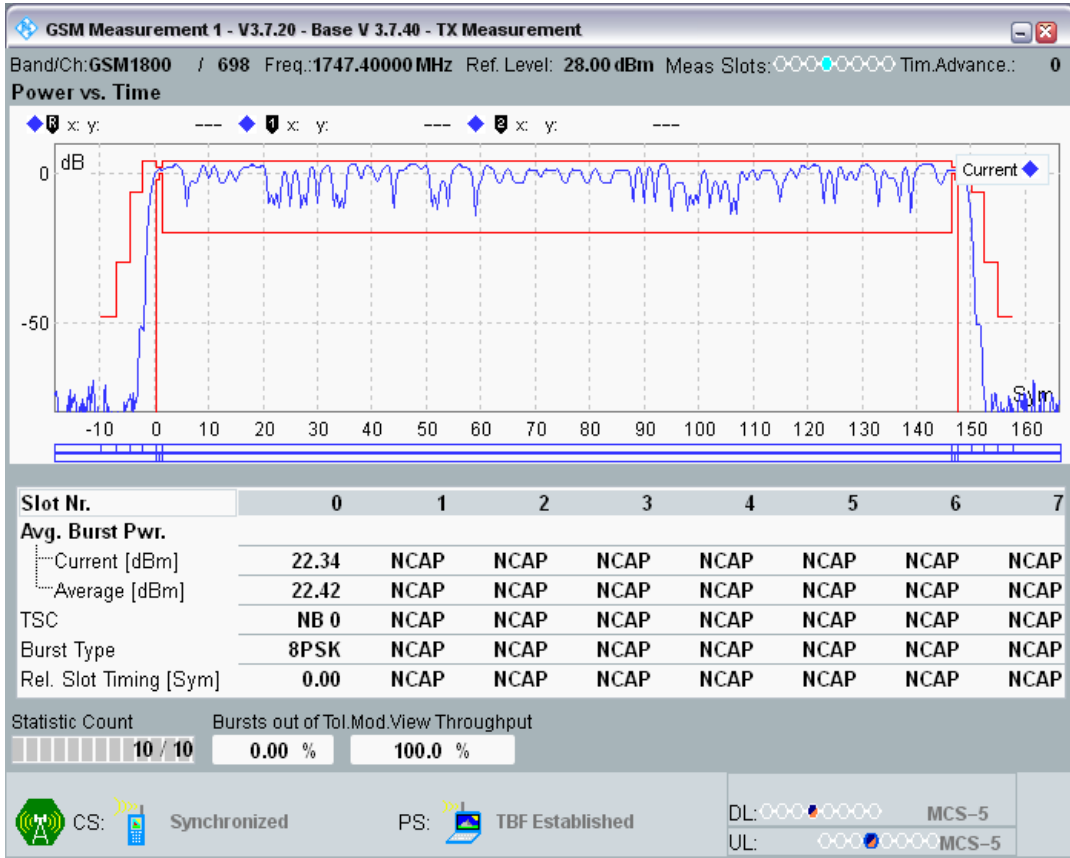 GSM Measurement 1 - V3.7.20 - Base V 3.7.40 - TX Measurement
Band/Ch:GSM1800 / 698 Freq.:1747.40000 MHz Ref. Level: 28.00 dBm Meas Slots: Tim.Advance.: 0
Power vs. Time
R x: y: --- 1 x: y: --- 2 x: y: ---
dB
Current
0
-50
Sym
-10 0 10 20 30 40 50 60 70 80 90 100 110 120 130 140 150 160
Slot Nr. 0 1 2 3 4 5 6 7
Avg. Burst Pwr.
Current [dBm] 22.34 NCAP NCAP NCAP NCAP NCAP NCAP NCAP
Average [dBm] 22.42 NCAP NCAP NCAP NCAP NCAP NCAP NCAP
TSC NB 0 NCAP NCAP NCAP NCAP NCAP NCAP NCAP
Burst Type 8PSK NCAP NCAP NCAP NCAP NCAP NCAP NCAP
Rel. Slot Timing [Sym] 0.00 NCAP NCAP NCAP NCAP NCAP NCAP NCAP
Statistic Count Bursts out of Tol.Mod.View Throughput
10 / 10 0.00 % 100.0 %
CS: Synchronized PS: TBF Established
DL: MCS-5
UL: MCS-5